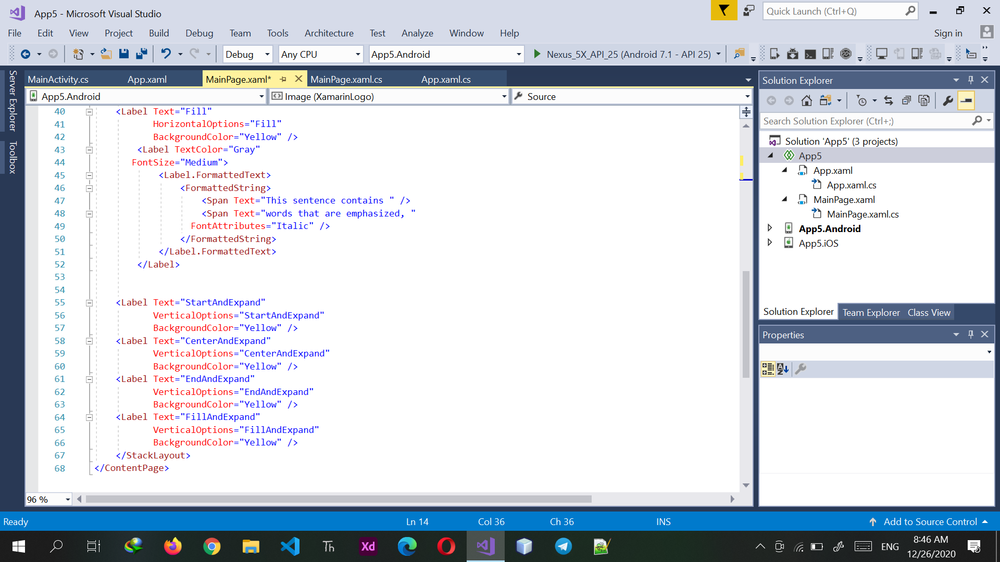 App5 - Microsoft Visual Studio
Quick Launch (Ctrl+Q)
File Edit View Project Build Debug Team Tools Architecture Test Analyze Window Help
Sign in
Debug Any CPU App5.Android Nexus_5X_API_25 (Android 7.1 - API 25)
Server Explorer
Toolbox
MainActivity.cs App.xaml MainPage.xaml* MainPage.xaml.cs App.xaml.cs
App5.Android Image (XamarinLogo) Source
40 <Label Text="Fill"
41 HorizontalOptions="Fill"
42 BackgroundColor="Yellow" />
43 <Label TextColor="Gray"
44 FontSize="Medium">
45 <Label.FormattedText>
46 <FormattedString>
47 <Span Text="This sentence contains " />
48 <Span Text="words that are emphasized, "
49 FontAttributes="Italic" />
50 </FormattedString>
51 </Label.FormattedText>
52 </Label>
53
54
55 <Label Text="StartAndExpand"
56 VerticalOptions="StartAndExpand"
57 BackgroundColor="Yellow" />
58 <Label Text="CenterAndExpand"
59 VerticalOptions="CenterAndExpand"
60 BackgroundColor="Yellow" />
61 <Label Text="EndAndExpand"
62 VerticalOptions="EndAndExpand"
63 BackgroundColor="Yellow" />
64 <Label Text="FillAndExpand"
65 VerticalOptions="FillAndExpand"
66 BackgroundColor="Yellow" />
67 </StackLayout>
68 </ContentPage>
96 %
Solution Explorer
Search Solution Explorer (Ctrl+;)
Solution 'App5' (3 projects)
App5
App.xaml
App.xaml.cs
MainPage.xaml
MainPage.xaml.cs
App5.Android
App5.iOS
Solution Explorer Team Explorer Class View
Properties
Ready Ln 14 Col 36 Ch 36 INS Add to Source Control
Th Xd
ENG
8:46 AM
12/26/2020